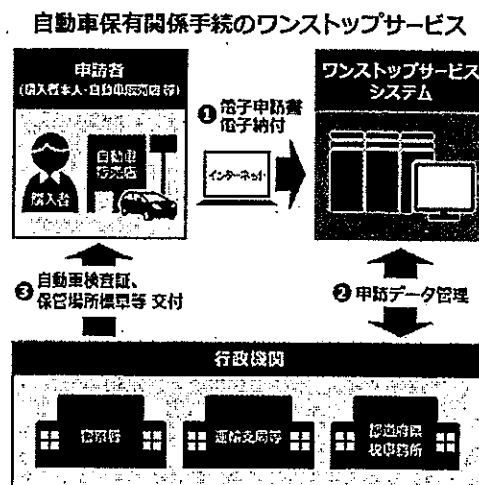 自動車保有関係手続のワンストップサービス
申請者
(購入者本人・自動車販売店 等)
購入者
自動車
販売店
❶ 電子申請書
電子納付
インターネット
ワンストップサービス
システム
❸ 自動車検査証、
保管場所標章等 交付
❷ 申請データ管理
行政機関
警察等
運輸支局等
都道府県
税事務所